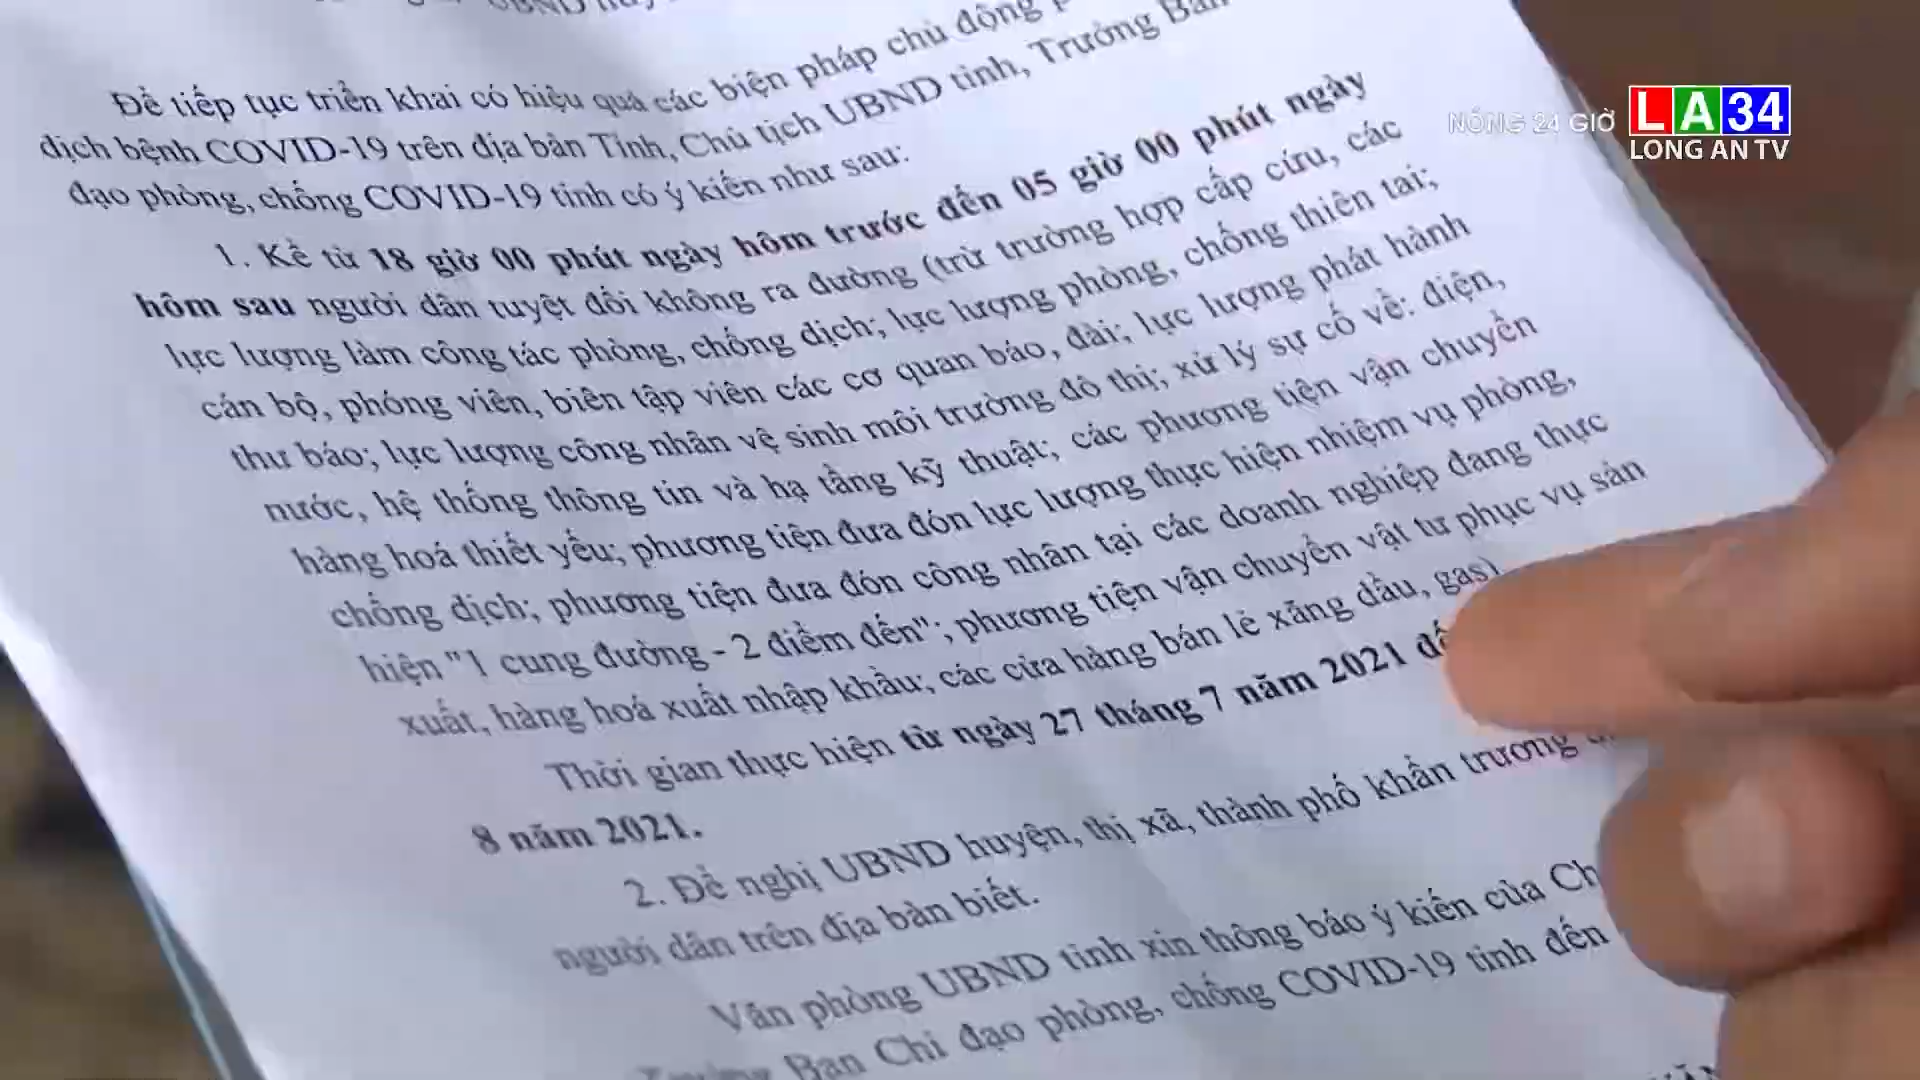 UBND
Để tiếp tục triển khai có hiệu quả các biện pháp chủ động
dịch bệnh COVID-19 trên địa bàn Tỉnh, Chủ tịch UBND tỉnh, Trưởng Ban
đạo phòng, chống COVID-19 tỉnh có ý kiến như sau:
1. Kể từ 18 giờ 00 phút ngày hôm trước đến 05 giờ 00 phút ngày
hôm sau người dân tuyệt đối không ra đường (trừ trường hợp cấp cứu, các
lực lượng làm công tác phòng, chống dịch; lực lượng phòng, chống thiên tai;
cán bộ, phóng viên, biên tập viên các cơ quan báo, đài; lực lượng phát hành
thư báo; lực lượng công nhân vệ sinh môi trường đô thị; xử lý sự cố về: điện,
nước, hệ thống thông tin và hạ tầng kỹ thuật; các phương tiện vận chuyển
hàng hoá thiết yếu; phương tiện đưa đón lực lượng thực hiện nhiệm vụ phòng,
chống dịch; phương tiện đưa đón công nhân tại các doanh nghiệp đang thực
hiện "1 cung đường - 2 điểm đến"; phương tiện vận chuyển vật tư phục vụ sản
xuất, hàng hoá xuất nhập khẩu; các cửa hàng bán lẻ xăng dầu, gas)
Thời gian thực hiện từ ngày 27 tháng 7 năm 2021
8 năm 2021.
2. Đề nghị UBND huyện, thị xã, thành phố khẩn trương
người dân trên địa bàn biết.
Văn phòng UBND tỉnh xin thông báo ý kiến của
Ban Chỉ đạo phòng, chống COVID-19 tỉnh đến
NÓNG 24 GIỜ
LA34
LONG AN TV